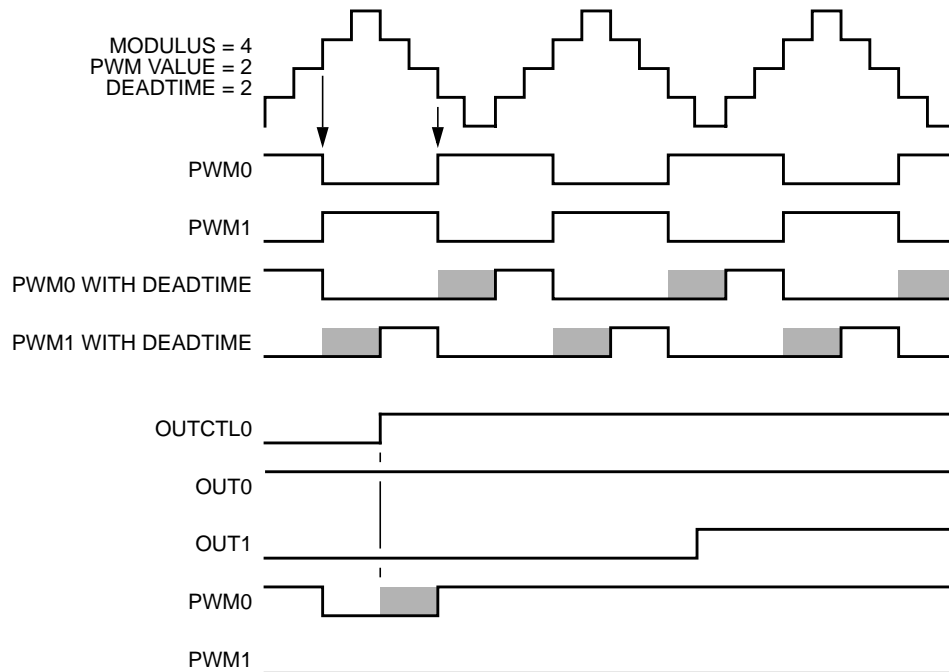 MODULUS = 4
PWM VALUE = 2
DEADTIME = 2
PWM0
PWM1
PWM0 WITH DEADTIME
PWM1 WITH DEADTIME
OUTCTL0
OUT0
OUT1
PWM0
PWM1